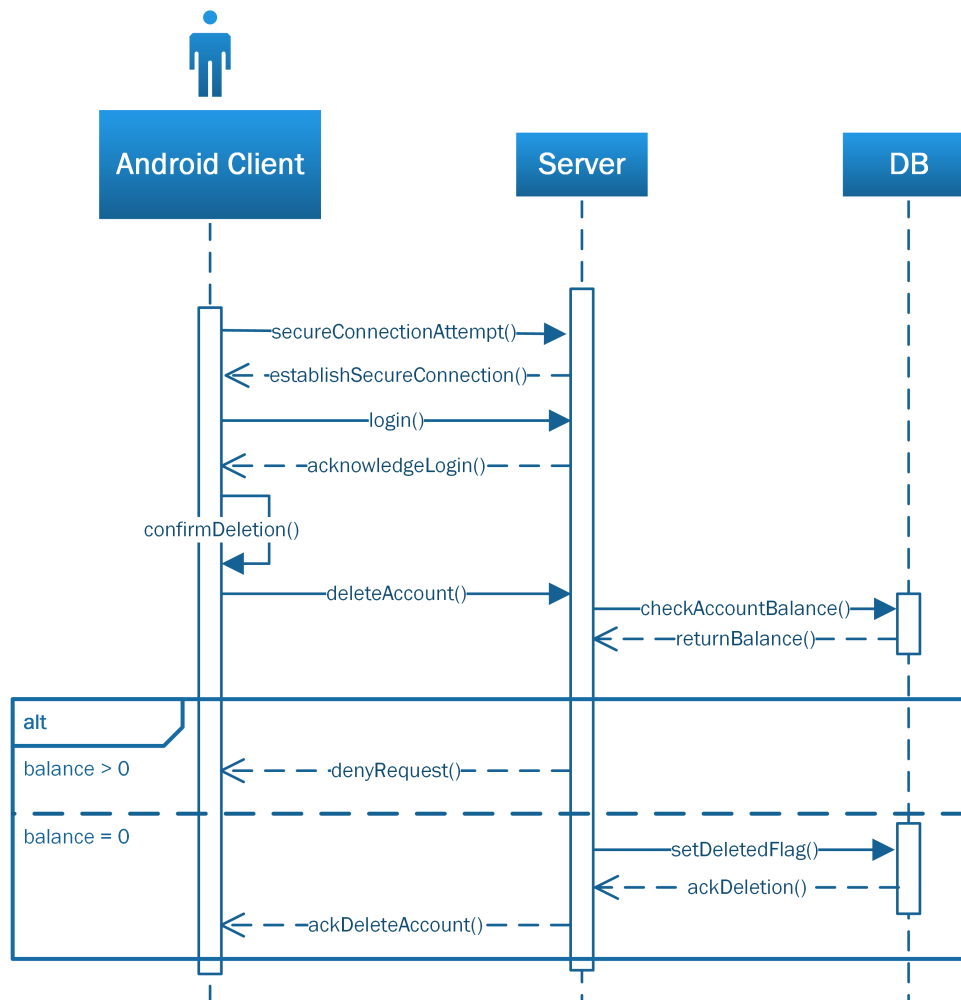 Android Client
Server
DB
secureConnectionAttempt()
establishSecureConnection()
login()
acknowledgeLogin()
confirmDeletion()
deleteAccount()
checkAccountBalance()
returnBalance()
alt
balance > 0
denyRequest()
balance = 0
setDeletedFlag()
ackDeletion()
ackDeleteAccount()